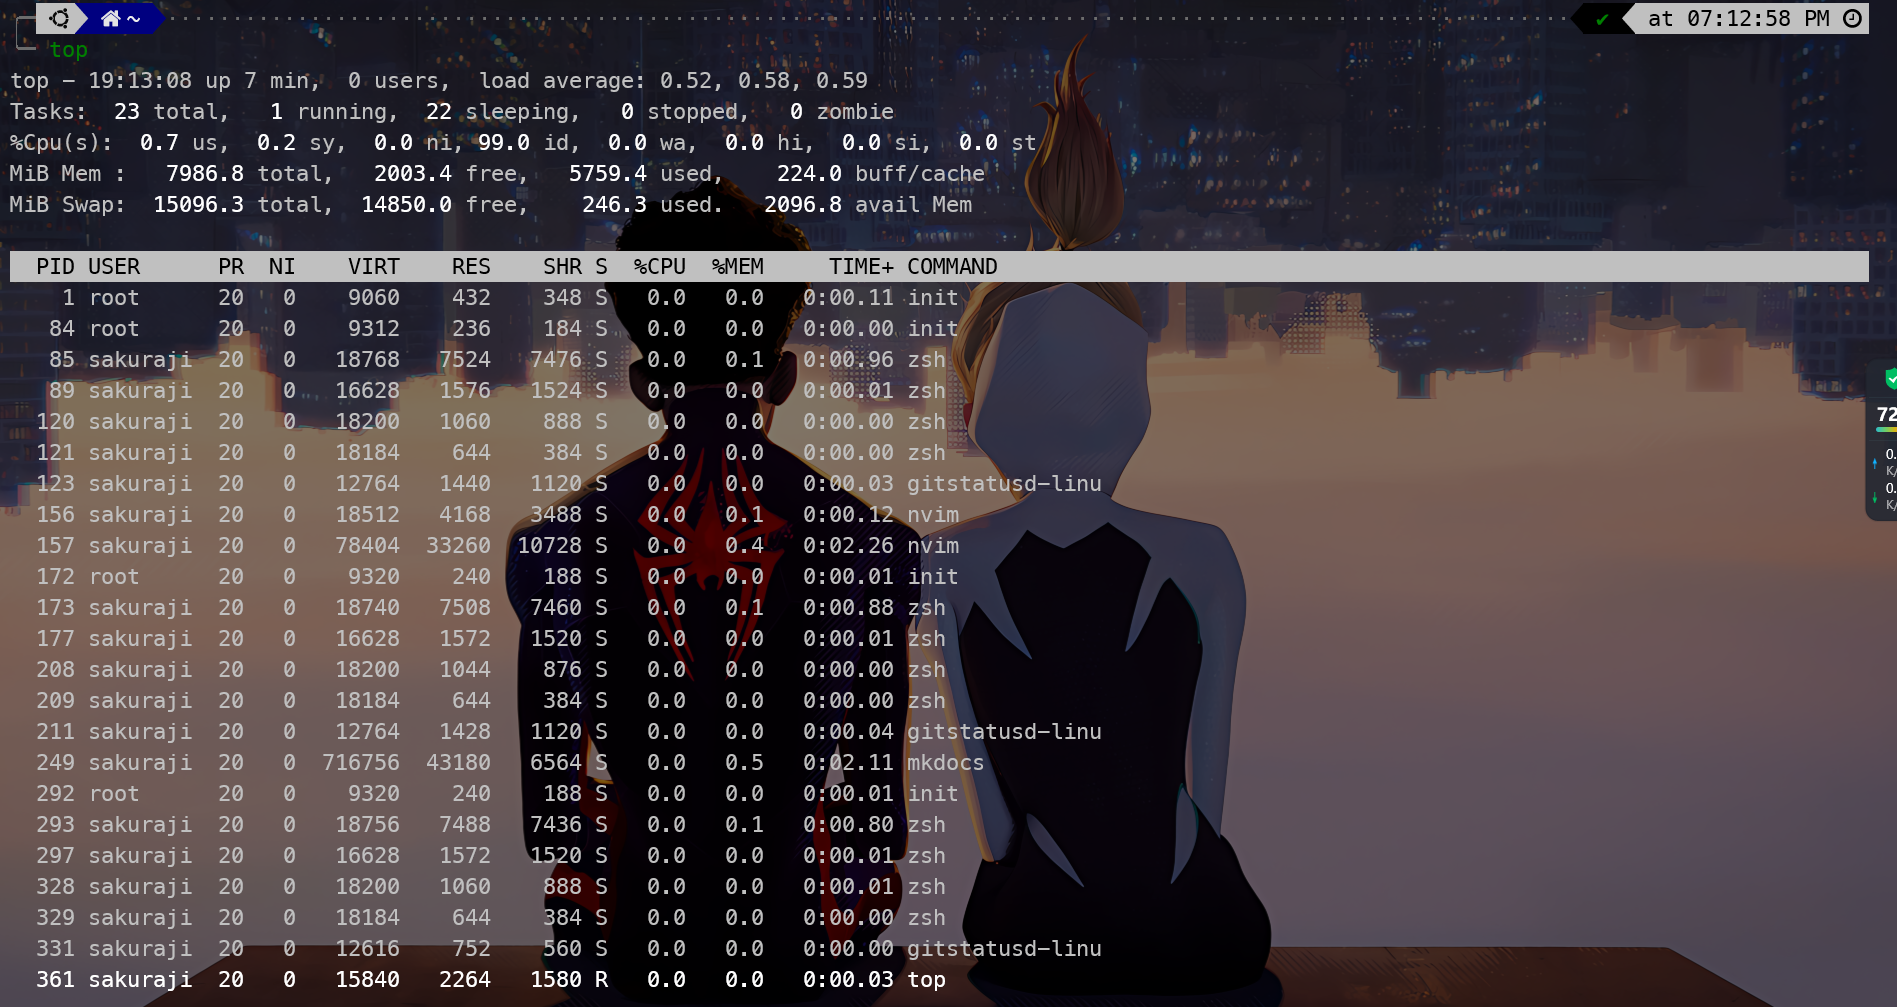 ~ ✔ at 07:12:58 PM
top
top - 19:13:08 up 7 min,  0 users,  load average: 0.52, 0.58, 0.59
Tasks:  23 total,   1 running,  22 sleeping,   0 stopped,   0 zombie
%Cpu(s):  0.7 us,  0.2 sy,  0.0 ni, 99.0 id,  0.0 wa,  0.0 hi,  0.0 si,  0.0 st
MiB Mem :   7986.8 total,   2003.4 free,   5759.4 used,    224.0 buff/cache
MiB Swap:  15096.3 total,  14850.0 free,    246.3 used.   2096.8 avail Mem
PID USER PR NI VIRT RES SHR S %CPU %MEM TIME+ COMMAND
1 root 20 0 9060 432 348 S 0.0 0.0 0:00.11 init
84 root 20 0 9312 236 184 S 0.0 0.0 0:00.00 init
85 sakuraji 20 0 18768 7524 7476 S 0.0 0.1 0:00.96 zsh
89 sakuraji 20 0 16628 1576 1524 S 0.0 0.0 0:00.01 zsh
120 sakuraji 20 0 18200 1060 888 S 0.0 0.0 0:00.00 zsh
121 sakuraji 20 0 18184 644 384 S 0.0 0.0 0:00.00 zsh
123 sakuraji 20 0 12764 1440 1120 S 0.0 0.0 0:00.03 gitstatusd-linu
156 sakuraji 20 0 18512 4168 3488 S 0.0 0.1 0:00.12 nvim
157 sakuraji 20 0 78404 33260 10728 S 0.0 0.4 0:02.26 nvim
172 root 20 0 9320 240 188 S 0.0 0.0 0:00.01 init
173 sakuraji 20 0 18740 7508 7460 S 0.0 0.1 0:00.88 zsh
177 sakuraji 20 0 16628 1572 1520 S 0.0 0.0 0:00.01 zsh
208 sakuraji 20 0 18200 1044 876 S 0.0 0.0 0:00.00 zsh
209 sakuraji 20 0 18184 644 384 S 0.0 0.0 0:00.00 zsh
211 sakuraji 20 0 12764 1428 1120 S 0.0 0.0 0:00.04 gitstatusd-linu
249 sakuraji 20 0 716756 43180 6564 S 0.0 0.5 0:02.11 mkdocs
292 root 20 0 9320 240 188 S 0.0 0.0 0:00.01 init
293 sakuraji 20 0 18756 7488 7436 S 0.0 0.1 0:00.80 zsh
297 sakuraji 20 0 16628 1572 1520 S 0.0 0.0 0:00.01 zsh
328 sakuraji 20 0 18200 1060 888 S 0.0 0.0 0:00.01 zsh
329 sakuraji 20 0 18184 644 384 S 0.0 0.0 0:00.00 zsh
331 sakuraji 20 0 12616 752 560 S 0.0 0.0 0:00.00 gitstatusd-linu
361 sakuraji 20 0 15840 2264 1580 R 0.0 0.0 0:00.03 top
72
0.
K/
0.
K/